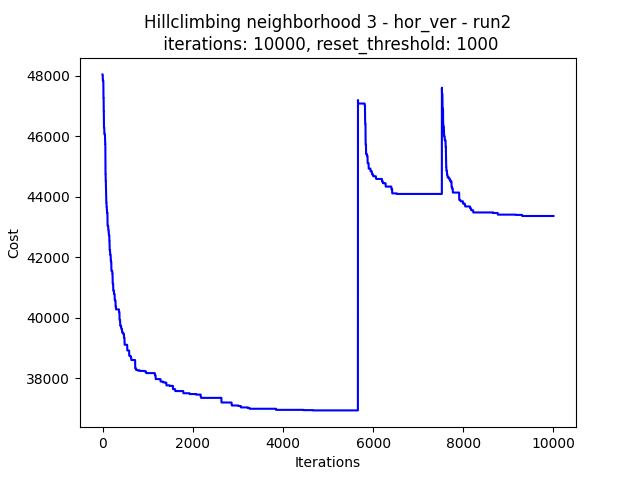 Hillclimbing neighborhood 3 - hor_ver - run2
iterations: 10000, reset_threshold: 1000
48000
46000
44000
42000
40000
38000
Cost
0 2000 4000 6000 8000 10000
Iterations